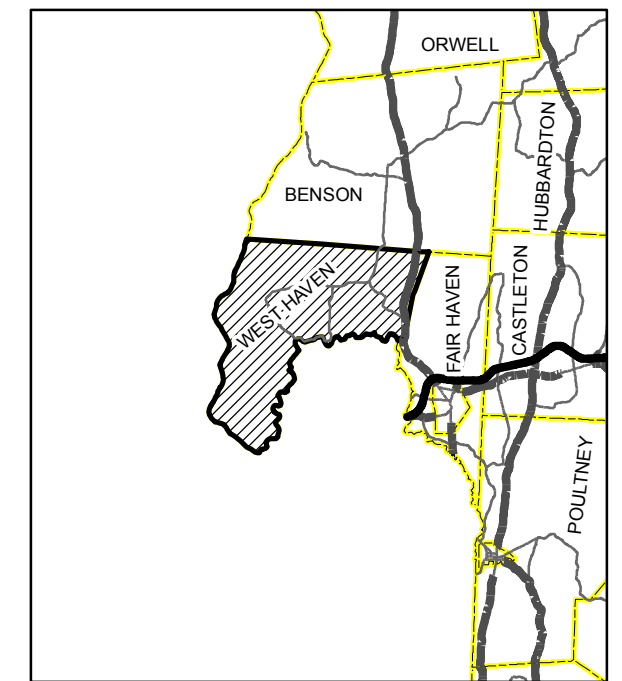 ORWELL
HUBBARDTON
BENSON
WEST HAVEN
FAIR HAVEN
CASTLETON
POULTNEY